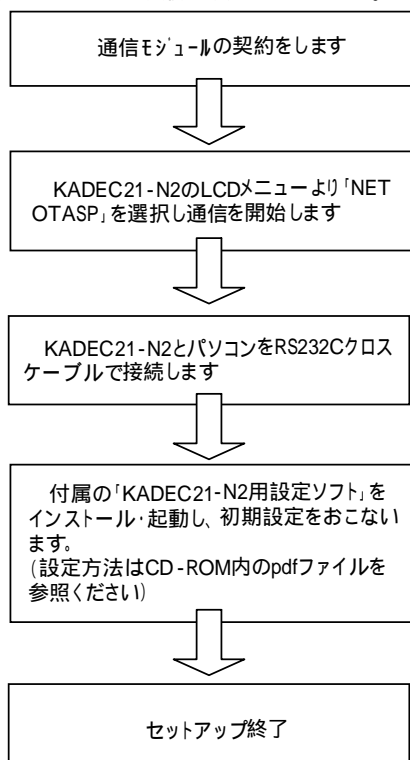 通信ﾓｼﾞｭｰﾙの契約をします
KADEC21-N2のLCDメニューより「NET
OTASP」を選択し通信を開始します
KADEC21-N2とパソコンをRS232Cクロス
ケーブルで接続します
付属の「KADEC21-N2用設定ソフト」を
インストール・起動し、初期設定をおこない
ます。
(設定方法はCD-ROM内のpdfファイルを
参照ください)
セットアップ終了